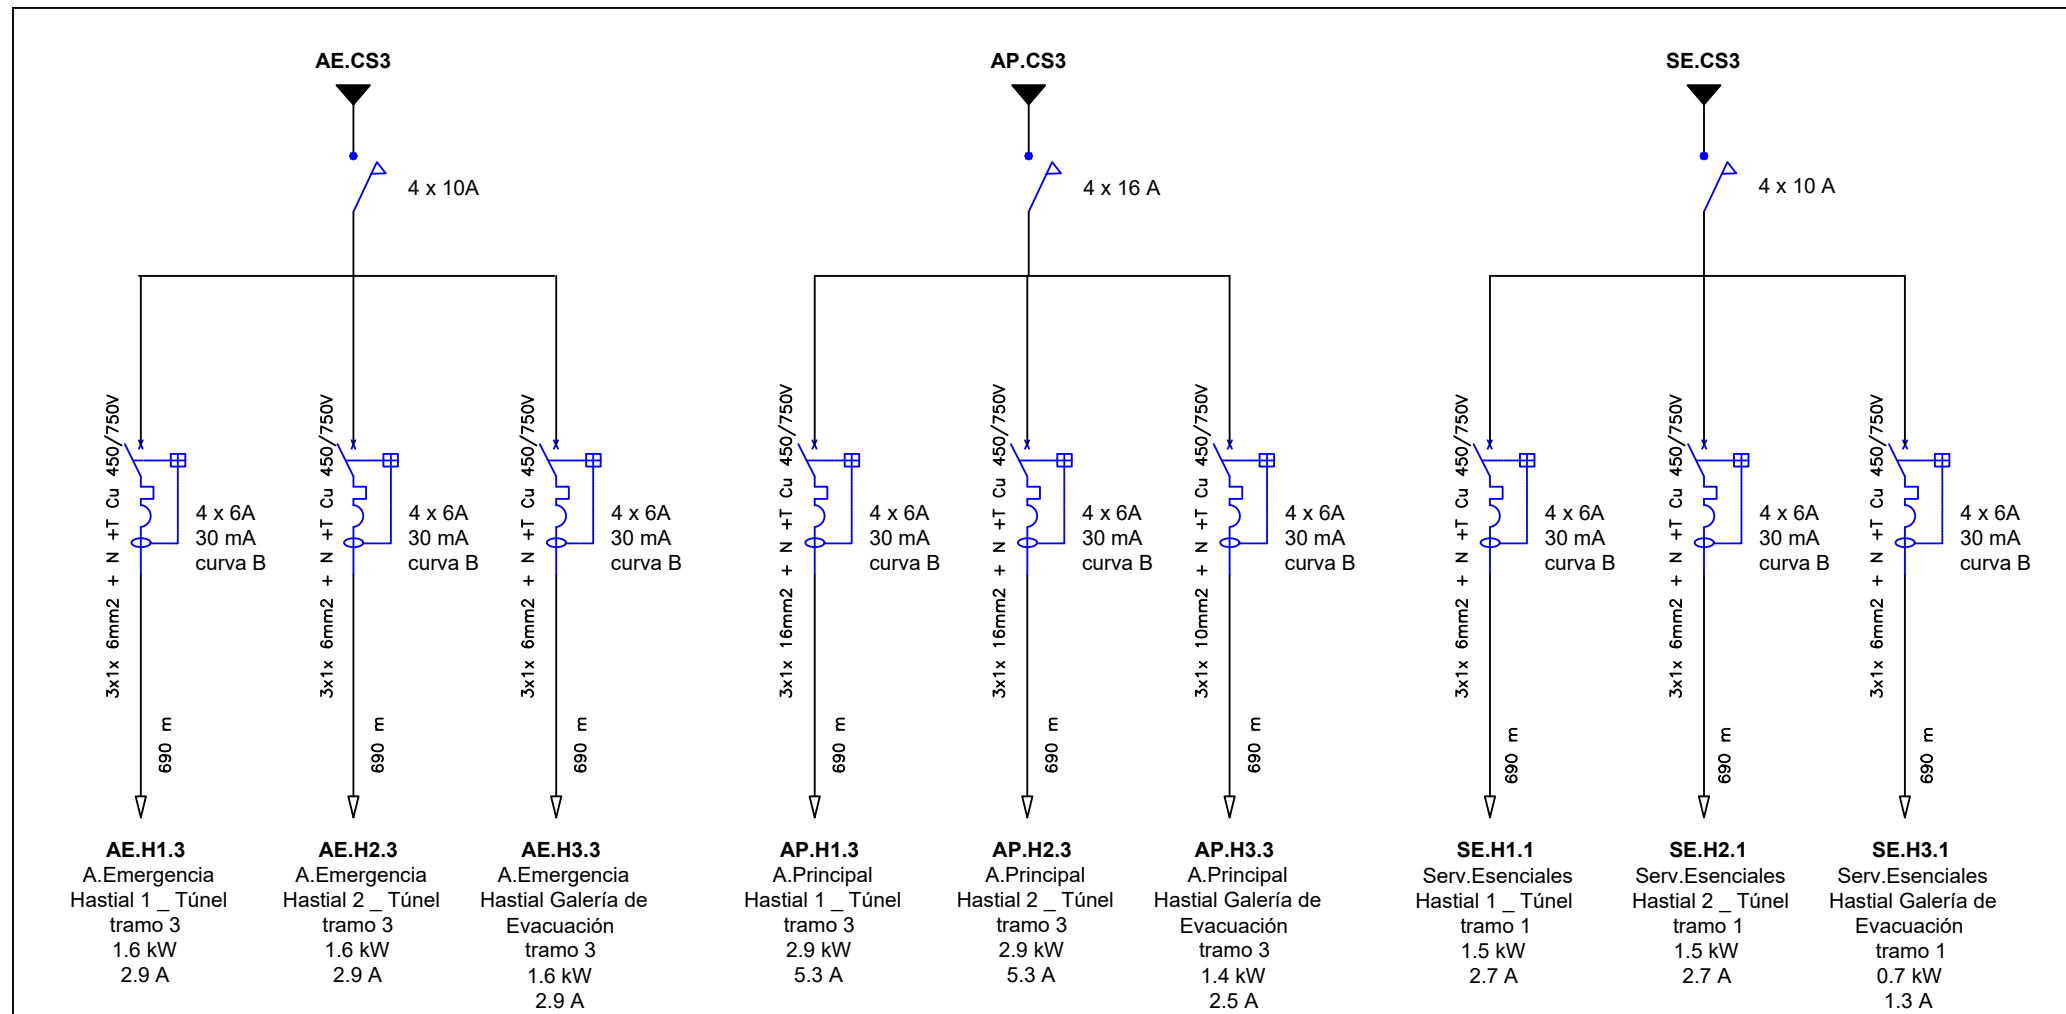 AE.CS3
4 x 10A
3x1x 6mm2 + N +T Cu 450/750V
4 x 6A
30 mA
curva B
690 m
AE.H1.3
A.Emergencia
Hastial 1 _ Túnel
tramo 3
1.6 kW
2.9 A
3x1x 6mm2 + N +T Cu 450/750V
4 x 6A
30 mA
curva B
690 m
AE.H2.3
A.Emergencia
Hastial 2 _ Túnel
tramo 3
1.6 kW
2.9 A
3x1x 6mm2 + N +T Cu 450/750V
4 x 6A
30 mA
curva B
690 m
AE.H3.3
A.Emergencia
Hastial Galería de
Evacuación
tramo 3
1.6 kW
2.9 A
AP.CS3
4 x 16 A
3x1x 16mm2 + N +T Cu 450/750V
4 x 6A
30 mA
curva B
690 m
AP.H1.3
A.Principal
Hastial 1 _ Túnel
tramo 3
2.9 kW
5.3 A
3x1x 16mm2 + N +T Cu 450/750V
4 x 6A
30 mA
curva B
690 m
AP.H2.3
A.Principal
Hastial 2 _ Túnel
tramo 3
2.9 kW
5.3 A
3x1x 10mm2 + N +T Cu 450/750V
4 x 6A
30 mA
curva B
690 m
AP.H3.3
A.Principal
Hastial Galería de
Evacuación
tramo 3
1.4 kW
2.5 A
SE.CS3
4 x 10 A
3x1x 6mm2 + N +T Cu 450/750V
4 x 6A
30 mA
curva B
690 m
SE.H1.1
Serv.Esenciales
Hastial 1 _ Túnel
tramo 1
1.5 kW
2.7 A
3x1x 6mm2 + N +T Cu 450/750V
4 x 6A
30 mA
curva B
690 m
SE.H2.1
Serv.Esenciales
Hastial 2 _ Túnel
tramo 1
1.5 kW
2.7 A
3x1x 6mm2 + N +T Cu 450/750V
4 x 6A
30 mA
curva B
690 m
SE.H3.1
Serv.Esenciales
Hastial Galería de
Evacuación
tramo 1
0.7 kW
1.3 A